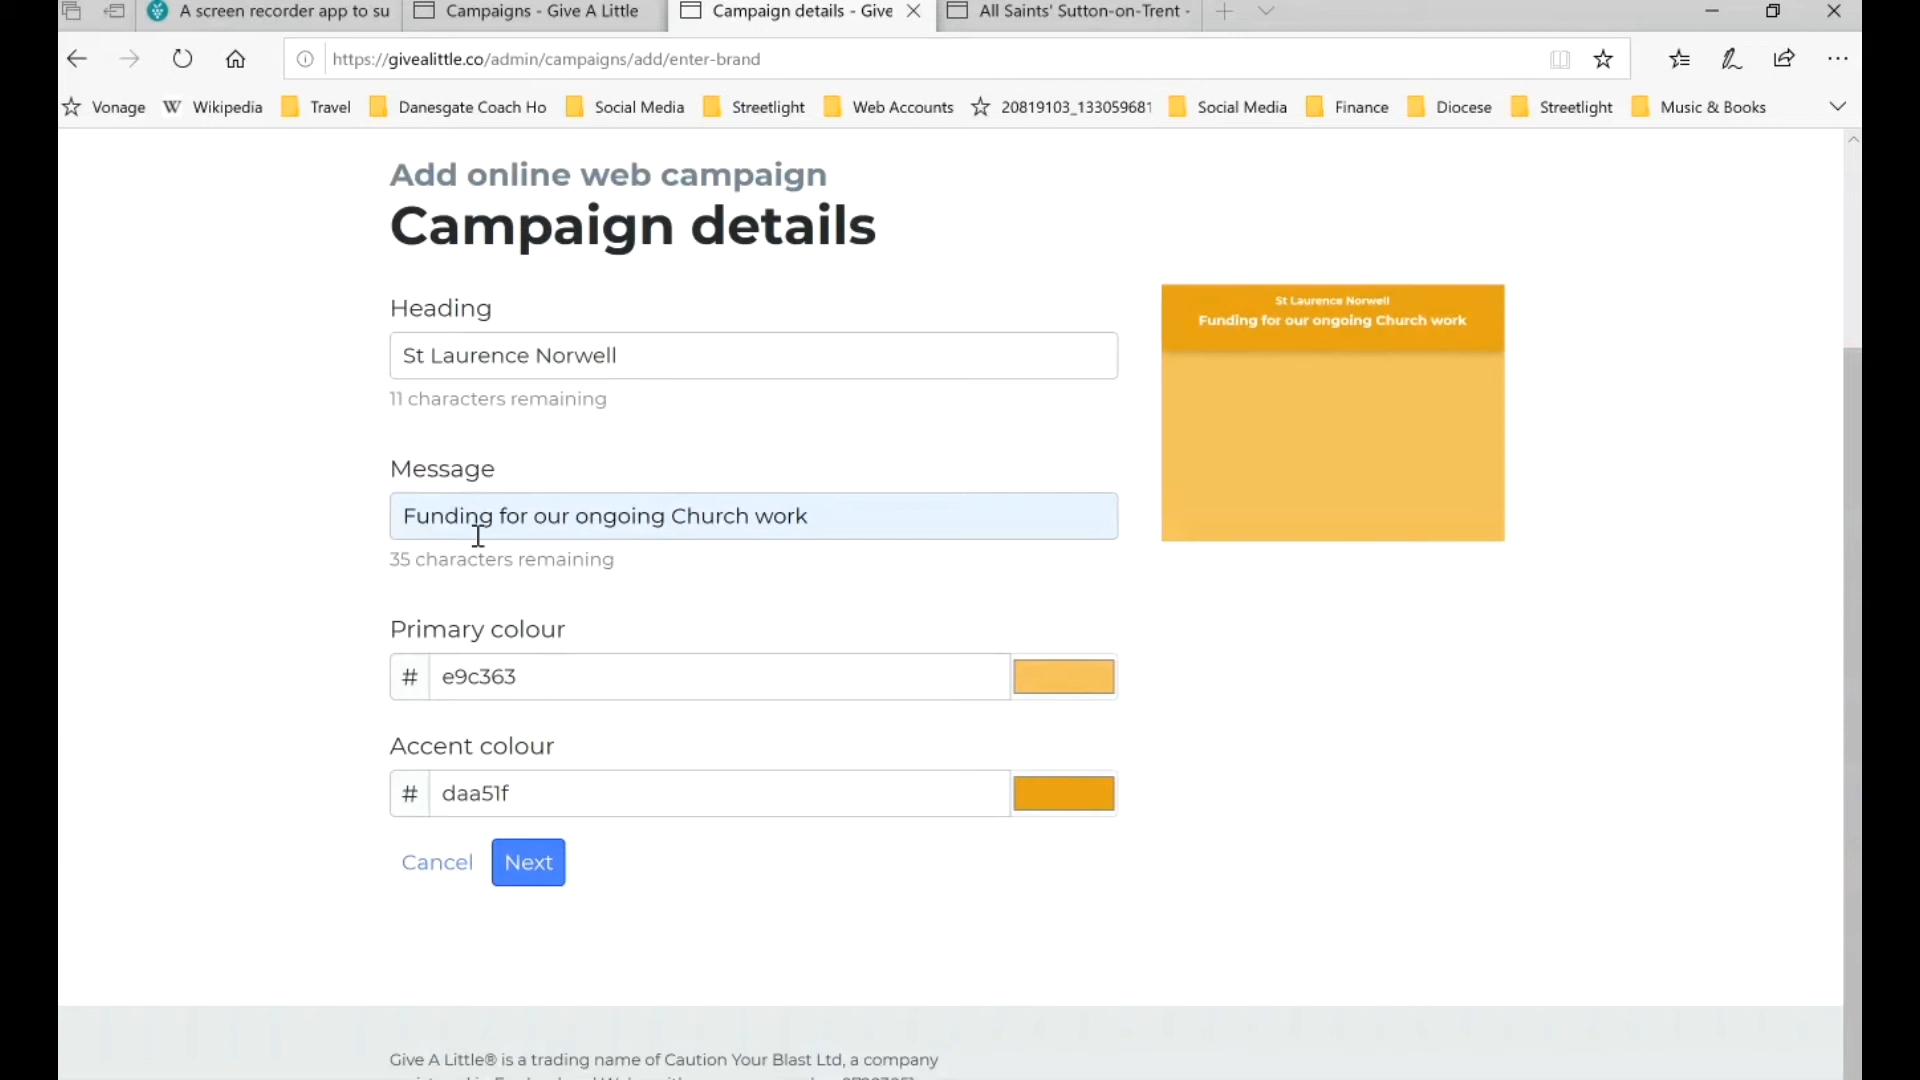 A screen recorder app to su
Campaigns - Give A Little
Campaign details - Give
All Saints' Sutton-on-Trent -
https://givealittle.co/admin/campaigns/add/enter-brand
Vonage
Wikipedia
Travel
Danesgate Coach Ho
Social Media
Streetlight
Web Accounts
20819103_133059681
Social Media
Finance
Diocese
Streetlight
Music & Books
Add online web campaign
Campaign details
Heading
St Laurence Norwell
11 characters remaining
St Laurence Norwell
Funding for our ongoing Church work
Message
Funding for our ongoing Church work
35 characters remaining
Primary colour
# e9c363
Accent colour
# daa51f
Cancel
Next
Give A Little® is a trading name of Caution Your Blast Ltd, a company